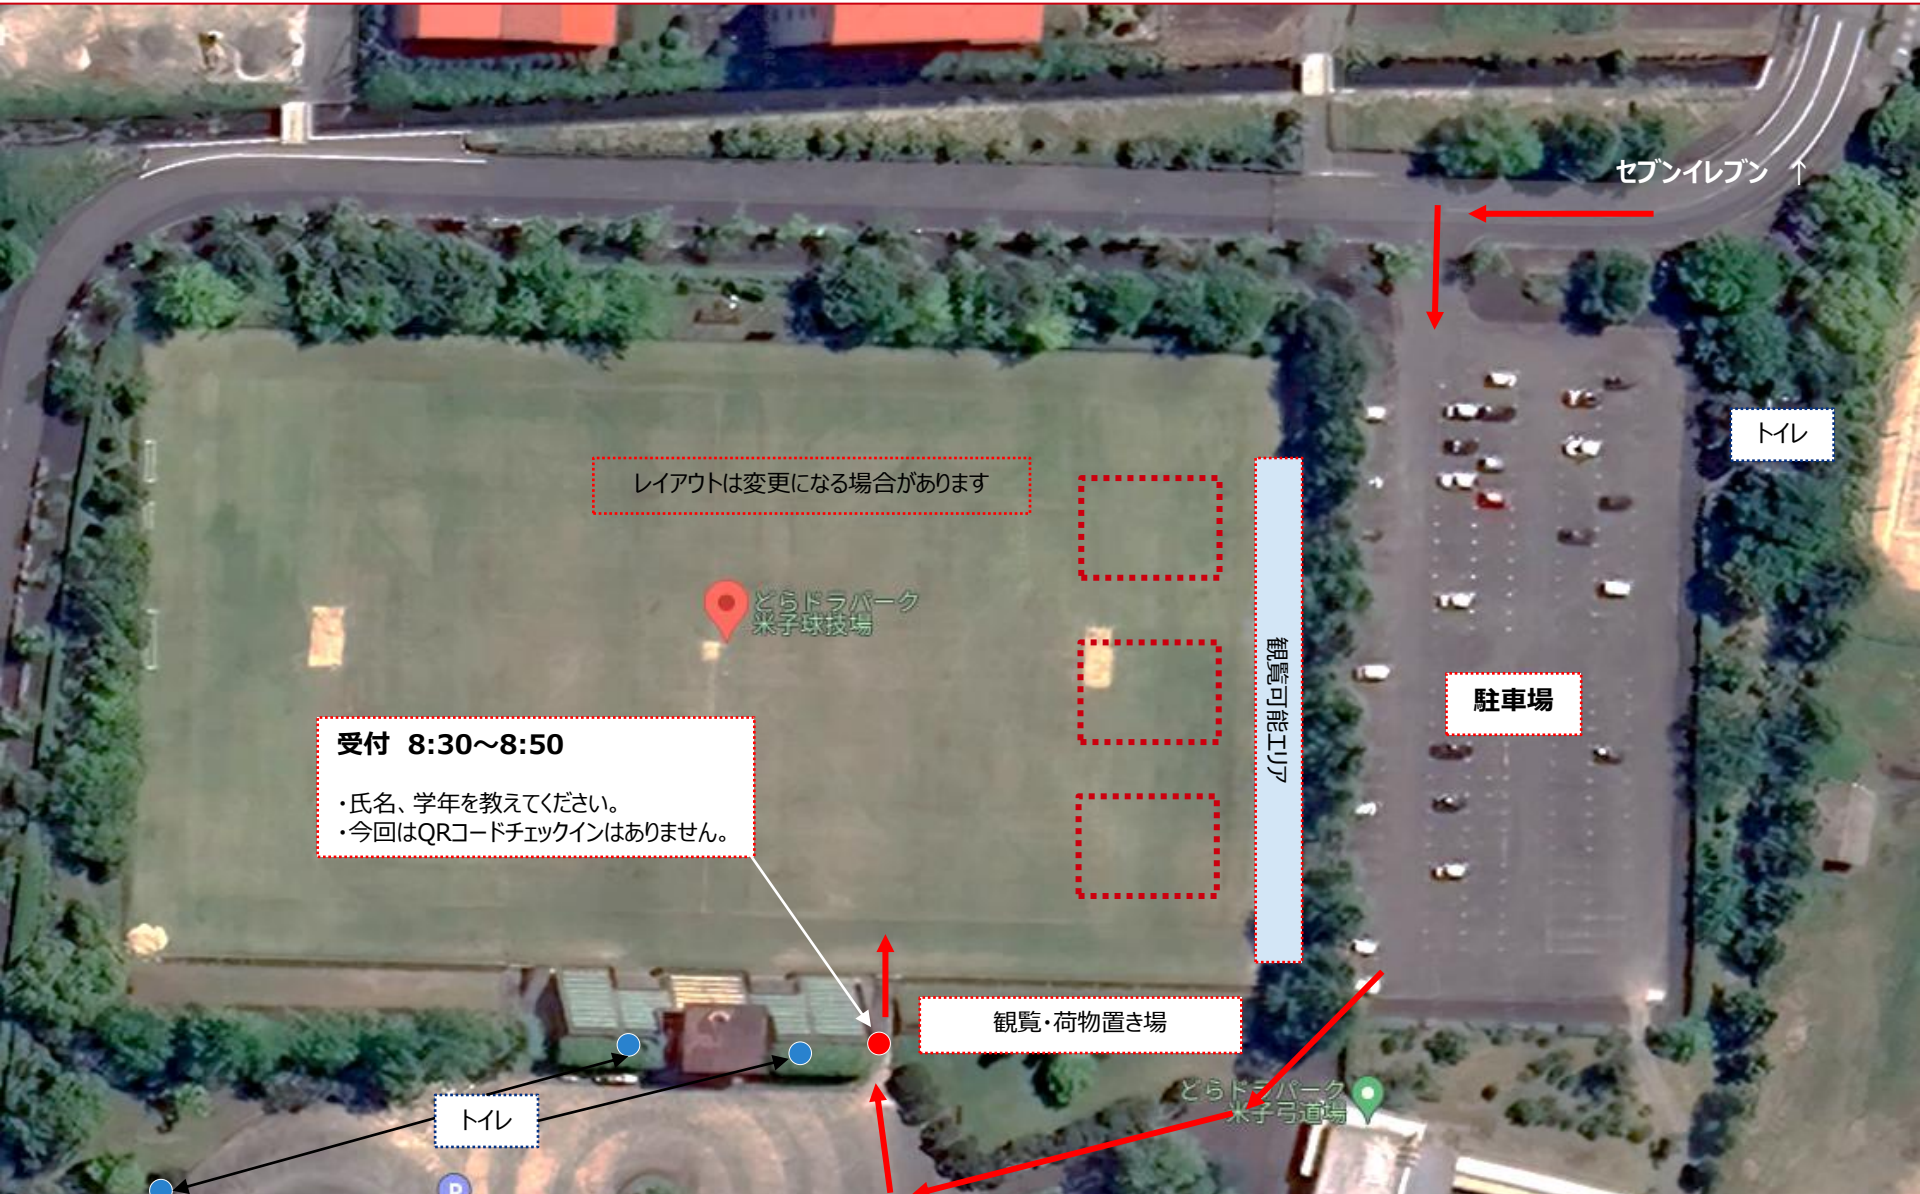 セブンイレブン ↑
トイレ
レイアウトは変更になる場合があります
どらドラパーク
米子球技場
観覧可能エリア
駐車場
受付 8:30～8:50
・氏名、学年を教えてください。
・今回はQRコードチェックインはありません。
観覧・荷物置き場
どらドラパーク
米子弓道場
トイレ
P